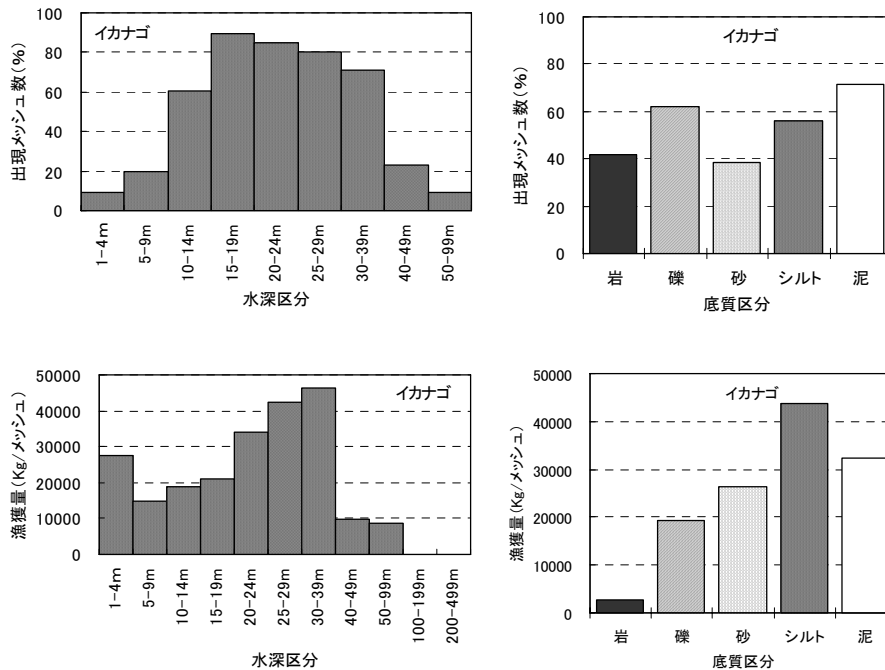 イカナゴ
出現メッシュ数(%)
100
80
60
40
20
0
1-4m
5-9m
10-14m
15-19m
20-24m
25-29m
30-39m
40-49m
50-99m
水深区分
イカナゴ
出現メッシュ数(%)
100
80
60
40
20
0
岩 礫 砂 シルト 泥
底質区分
イカナゴ
漁獲量(Kg/メッシュ)
50000
40000
30000
20000
10000
0
1-4m
5-9m
10-14m
15-19m
20-24m
25-29m
30-39m
40-49m
50-99m
100-199m
200-499m
水深区分
イカナゴ
漁獲量(Kg/メッシュ)
50000
40000
30000
20000
10000
0
岩 礫 砂 シルト 泥
底質区分